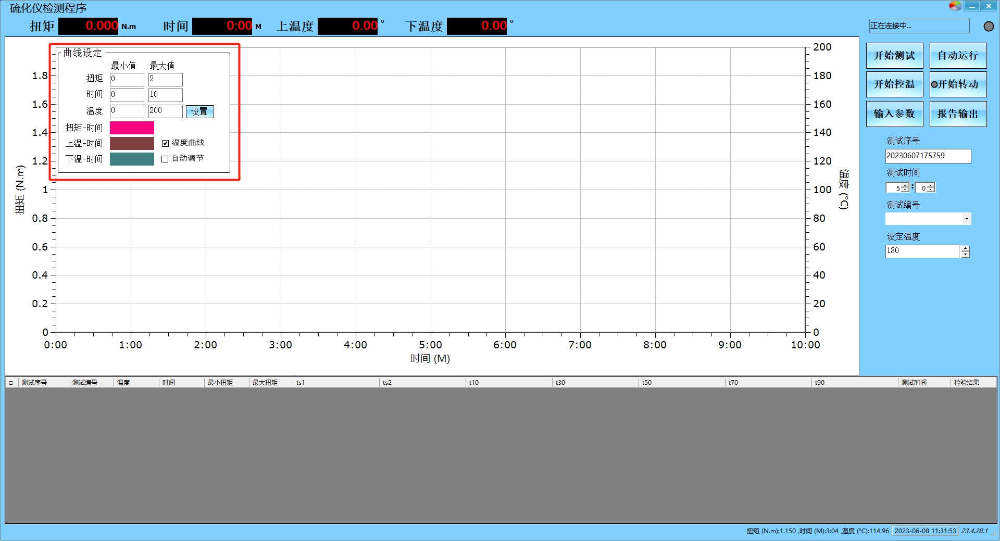 硫化仪检测程序
扭矩 0.000 N.m 时间 0:00 M 上温度 0.00 ° 下温度 0.00 °
正在连接中...
曲线设定
最小值 最大值
扭矩 0 2
时间 0 10
温度 0 200 设置
扭矩-时间
上温-时间 温度曲线
下温-时间 自动调节
扭矩 (N.m)
1.8
1.6
1.4
1.2
1
0.8
0.6
0.4
0.2
0
200
180
160
140
120
100
80
60
40
20
0
温度 (°C)
0:00 1:00 2:00 3:00 4:00 5:00 6:00 7:00 8:00 9:00 10:00
时间 (M)
开始测试 自动运行
开始控温 开始转动
输入参数 报告输出
测试序号
20230607175759
测试时间
5 : 0
测试编号
设定温度
180
测试序号 测试编号 温度 时间 最小扭矩 最大扭矩 ts1 ts2 t10 t30 t50 t70 t90 测试时间 检验结果
扭矩 (N.m):1.150 ,时间 (M):3:04 ,温度 (°C):114.96 2023-06-08 11:31:53 23.4.28.1